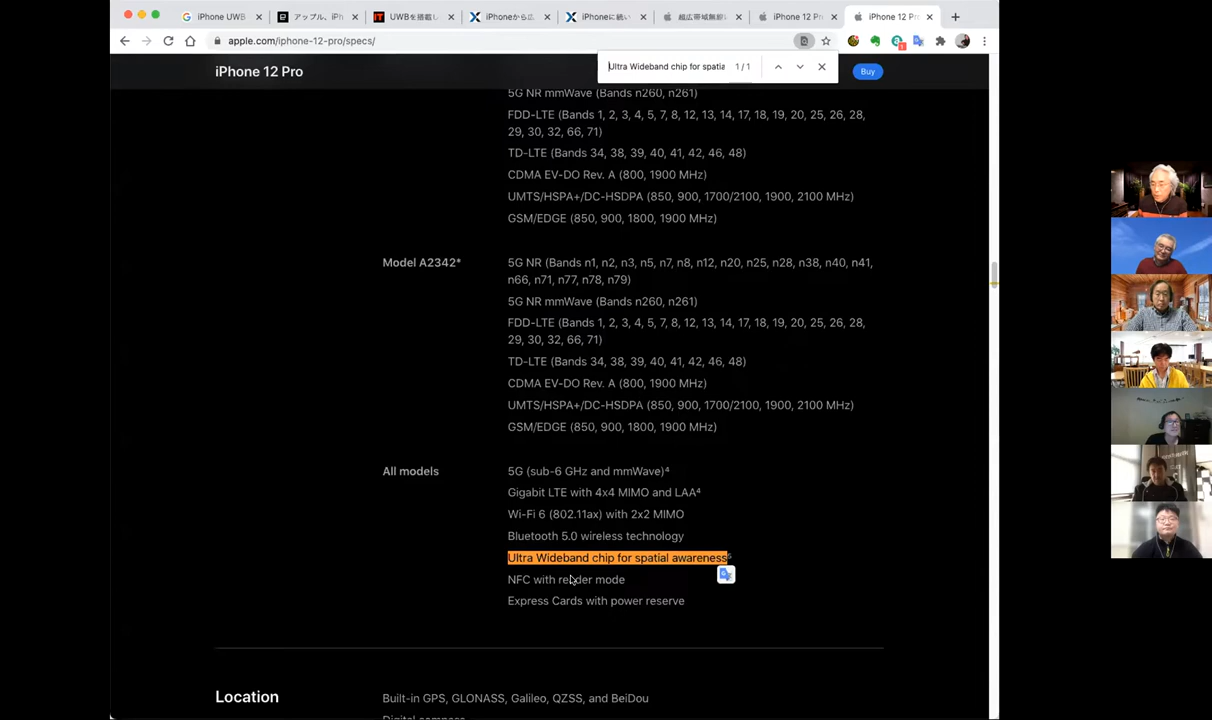 iPhone UWB
アップル、iPh
UWBを搭載し
iPhoneから広
iPhoneに続い
超広帯域無線
iPhone 12 Pr
iPhone 12 Pr
apple.com/iphone-12-pro/specs/
Ultra Wideband chip for spatia 1/1
iPhone 12 Pro
Buy
5G NR mmWave (Bands n260, n261)
FDD-LTE (Bands 1, 2, 3, 4, 5, 7, 8, 12, 13, 14, 17, 18, 19, 20, 25, 26, 28,
29, 30, 32, 66, 71)
TD-LTE (Bands 34, 38, 39, 40, 41, 42, 46, 48)
CDMA EV-DO Rev. A (800, 1900 MHz)
UMTS/HSPA+/DC-HSDPA (850, 900, 1700/2100, 1900, 2100 MHz)
GSM/EDGE (850, 900, 1800, 1900 MHz)
Model A2342*
5G NR (Bands n1, n2, n3, n5, n7, n8, n12, n20, n25, n28, n38, n40, n41,
n66, n71, n77, n78, n79)
5G NR mmWave (Bands n260, n261)
FDD-LTE (Bands 1, 2, 3, 4, 5, 7, 8, 12, 13, 14, 17, 18, 19, 20, 25, 26, 28,
29, 30, 32, 66, 71)
TD-LTE (Bands 34, 38, 39, 40, 41, 42, 46, 48)
CDMA EV-DO Rev. A (800, 1900 MHz)
UMTS/HSPA+/DC-HSDPA (850, 900, 1700/2100, 1900, 2100 MHz)
GSM/EDGE (850, 900, 1800, 1900 MHz)
All models
5G (sub-6 GHz and mmWave)⁴
Gigabit LTE with 4x4 MIMO and LAA⁴
Wi-Fi 6 (802.11ax) with 2x2 MIMO
Bluetooth 5.0 wireless technology
Ultra Wideband chip for spatial awareness
NFC with reader mode
Express Cards with power reserve
Location
Built-in GPS, GLONASS, Galileo, QZSS, and BeiDou
Digital compass